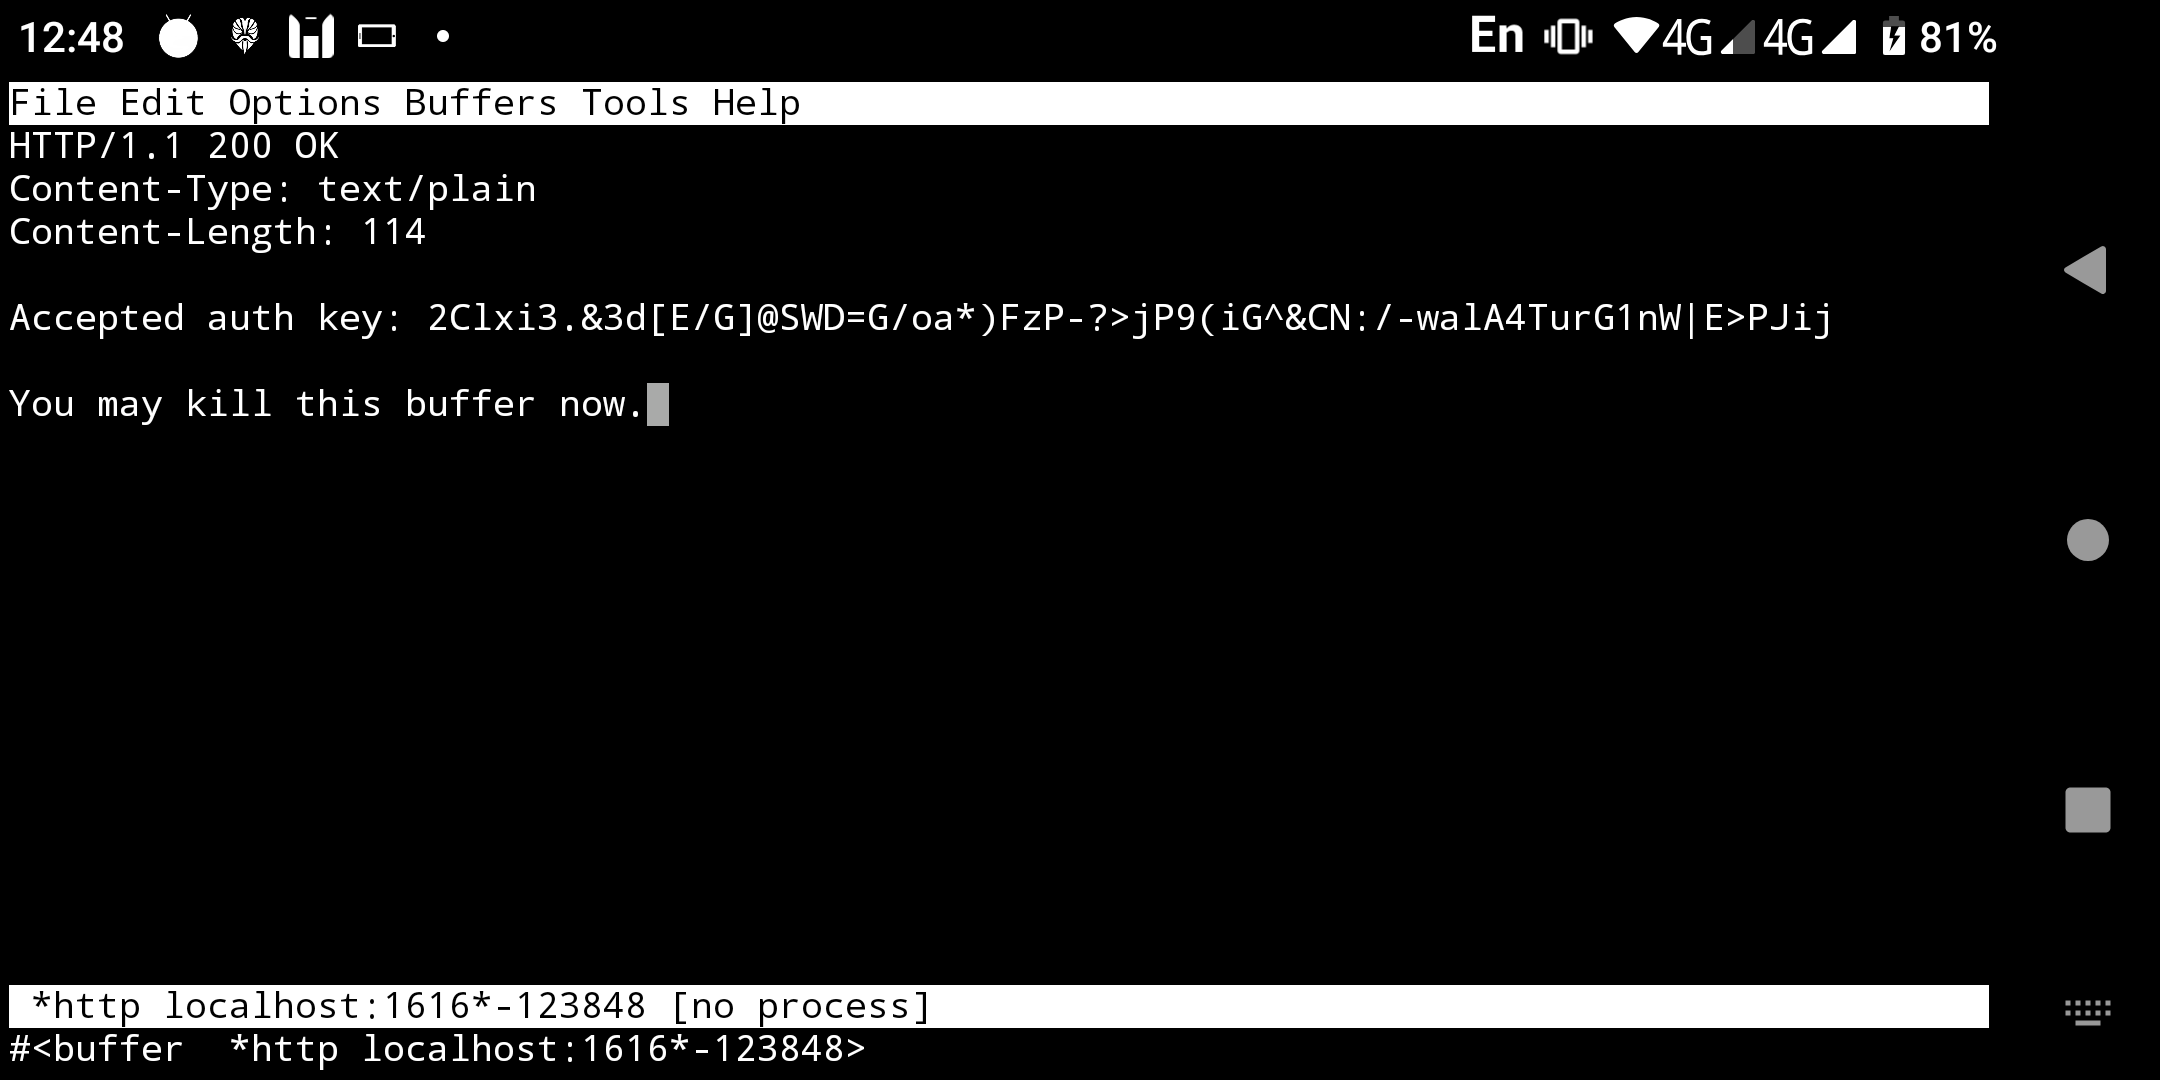 12:48 En 4G 4G 81%
File Edit Options Buffers Tools Help
HTTP/1.1 200 OK
Content-Type: text/plain
Content-Length: 114
Accepted auth key: 2Clxi3.&3d[E/G]@SWD=G/oa*)FzP-?>jP9(iG^&CN:/-walA4TurG1nW|E>PJij
You may kill this buffer now.
*http localhost:1616*-123848 [no process]
#<buffer  *http localhost:1616*-123848>